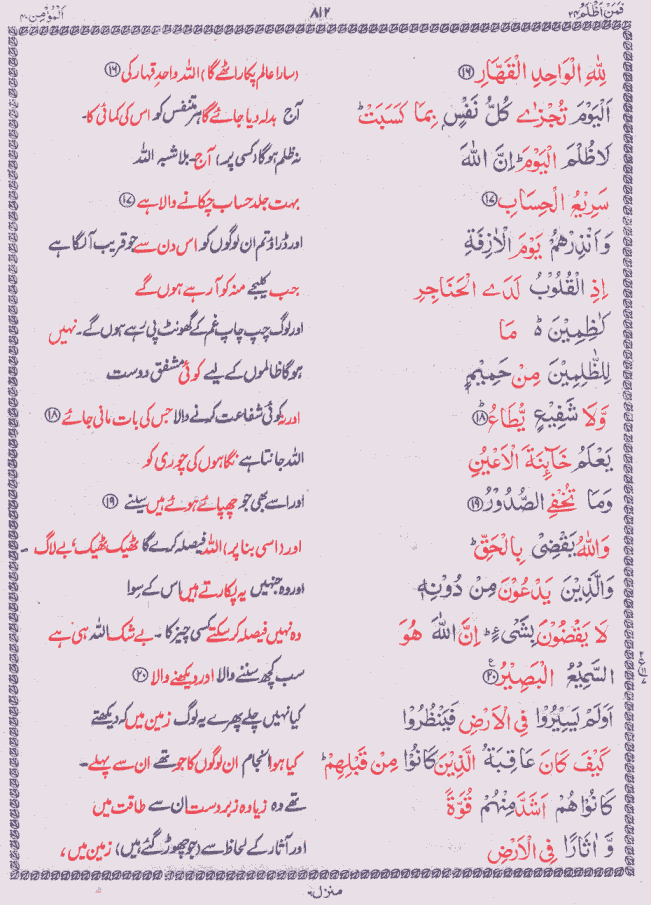 فَمَنْ اَظْلَمُ ۲۴
۸۱۲
اَلْمُؤْمِن ۴۰
لِلّٰهِ الْوَاحِدِ الْقَهَّارِ ⑯
(سارا عالم پکار اٹھے گا) اللہ واحد قہار کی ⑯
اَلْيَوْمَ تُجْزٰے كُلُّ نَفْسٍۭ بِمَا كَسَبَتْ ؕ
آج بدلہ دیا جائے گا ہر متنفس کو اس کی کمائی کا۔
لَا ظُلْمَ الْيَوْمَ ؕ اِنَّ اللّٰهَ
نہ ظلم ہوگا (کسی پر) آج۔ بلاشبہ اللہ
سَرِيْعُ الْحِسَابِ ⑰
بہت جلد حساب چکانے والا ہے ⑰
وَ اَنْذِرْهُمْ يَوْمَ الْاٰزِفَةِ
اور ڈراؤ تم ان لوگوں کو اس دن سے جو قریب آ لگا ہے
اِذِ الْقُلُوْبُ لَدَے الْحَنَاجِرِ
جب کلیجے منہ کو آ رہے ہوں گے
كٰظِمِيْنَ ؕ مَا
اور لوگ چپ چاپ غم کے گھونٹ پی رہے ہوں گے۔ نہیں
لِلظّٰلِمِيْنَ مِنْ حَمِيْمٍ
ہوگا ظالموں کے لیے کوئی مشفق دوست
وَّ لَا شَفِيْعٍ يُّطَاعُ ؕ ⑱
اور نہ کوئی شفاعت کرنے والا جس کی بات مانی جائے ⑱
يَعْلَمُ خَآئِنَةَ الْاَعْيُنِ
اللہ جانتا ہے نگاہوں کی چوری کو
وَمَا تُخْفِے الصُّدُوْرُ ⑲
اور اسے بھی جو چھپائے ہوئے ہیں سینے ⑲
وَاللّٰهُ يَقْضِىْ بِالْحَقِّ ؕ
اور (اسی بنا پر) اللہ فیصلہ کرے گا ٹھیک ٹھیک، بے لاگ۔
وَالَّذِيْنَ يَدْعُوْنَ مِنْ دُوْنِهٖ
اور وہ جنہیں یہ پکارتے ہیں اس کے سوا
لَا يَقْضُوْنَ بِشَىْءٍ ؕ اِنَّ اللّٰهَ هُوَ
وہ نہیں فیصلہ کر سکتے کسی چیز کا۔ بے شک اللہ ہی ہے
السَّمِيْعُ الْبَصِيْرُ ⑳ ع
سب کچھ سننے والا اور دیکھنے والا ⑳
اَوَلَمْ يَسِيْرُوْا فِى الْاَرْضِ فَيَنْظُرُوْا
کیا نہیں چلے پھرے یہ لوگ زمین میں کہ دیکھتے
كَيْفَ كَانَ عَاقِبَةُ الَّذِيْنَ كَانُوْا مِنْ قَبْلِهِمْ ؕ
کیا ہوا انجام ان لوگوں کا جو تھے ان سے پہلے۔
كَانُوْا هُمْ اَشَدَّ مِنْهُمْ قُوَّةً
تھے وہ زیادہ زبردست ان سے طاقت میں
وَّ اٰثَارًا فِى الْاَرْضِ
اور آثار کے لحاظ سے (جو چھوڑ گئے ہیں) زمین میں،
منزل ۶